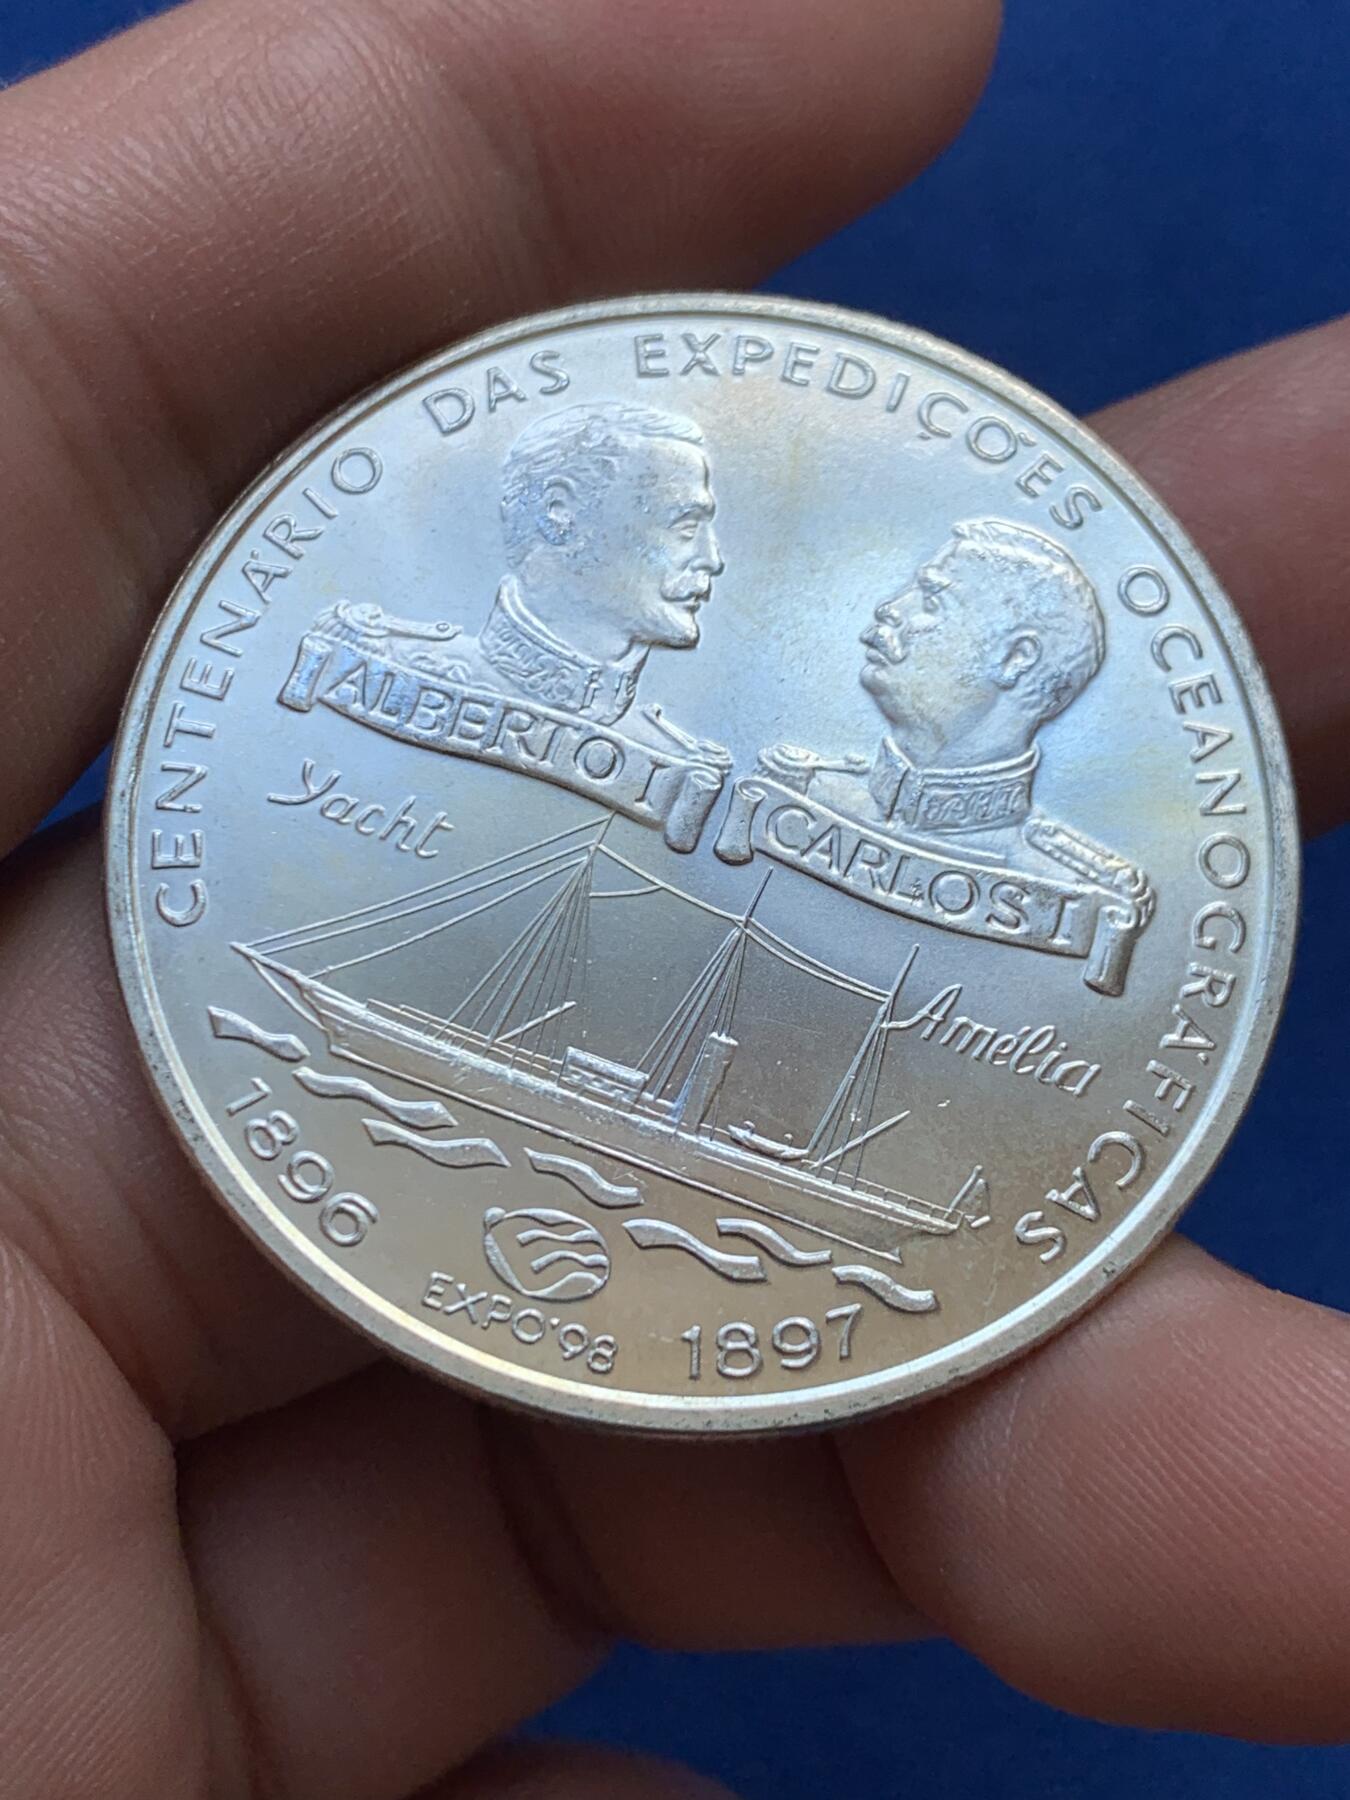 CENTENÁRIO DAS EXPEDIÇÕES OCEANOGRÁFICAS
ALBERTO I
CARLOS I
Yacht
Amélia
1896
EXPO'98
1897